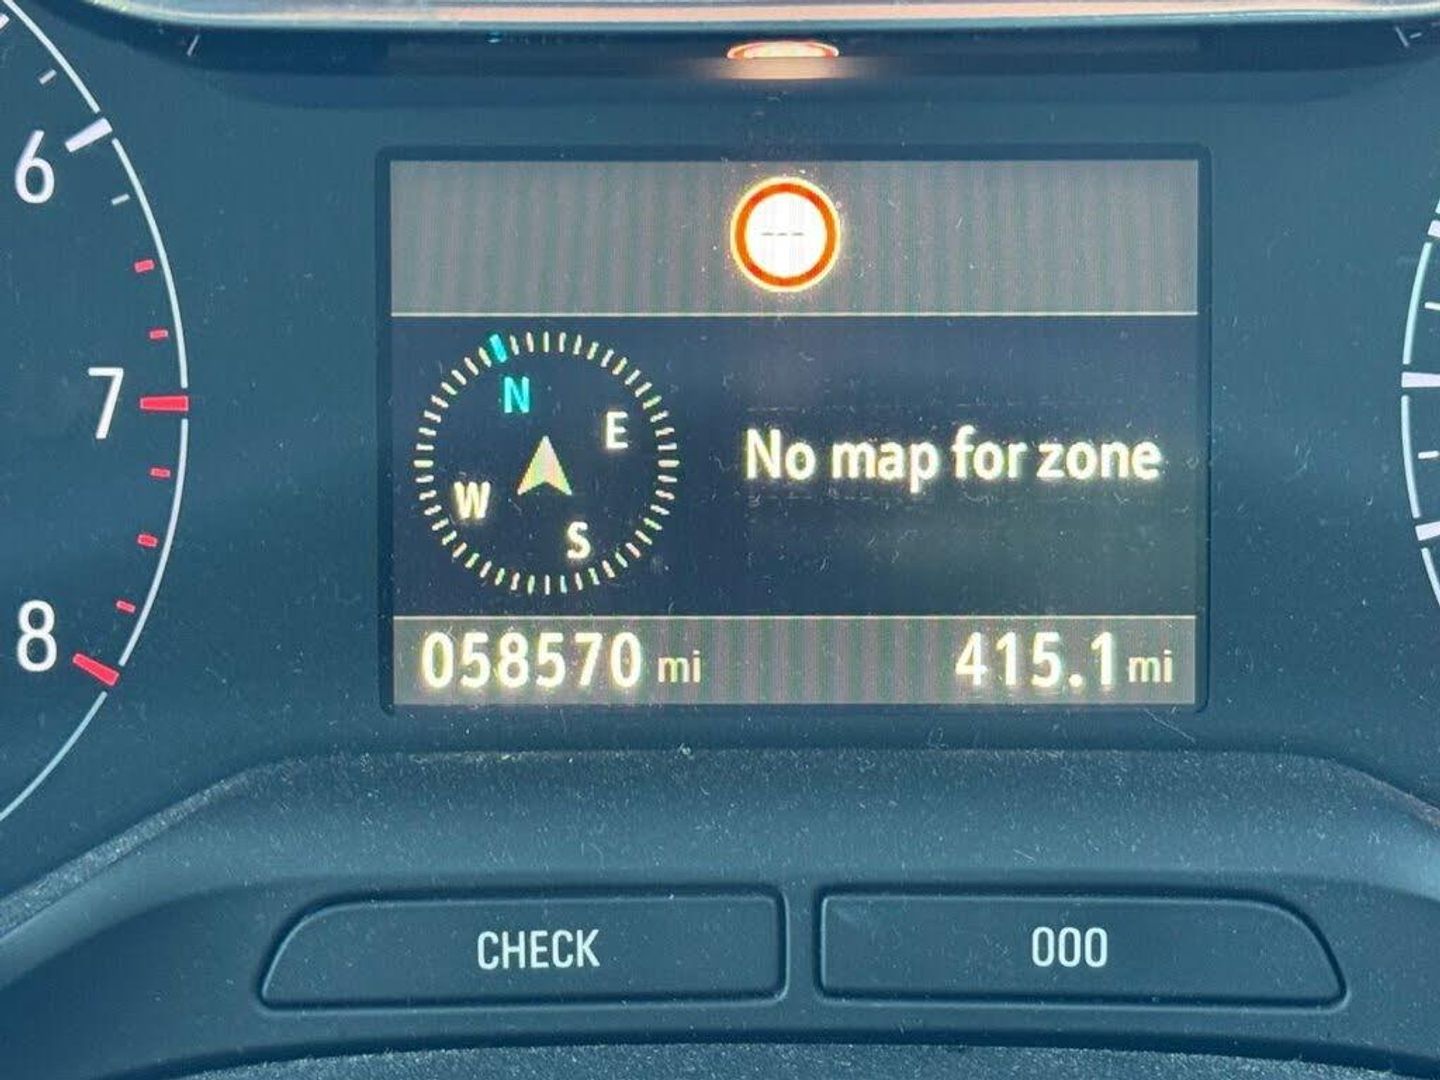 6
7
8
---
N
E
W
S
No map for zone
058570 mi
415.1 mi
CHECK
000